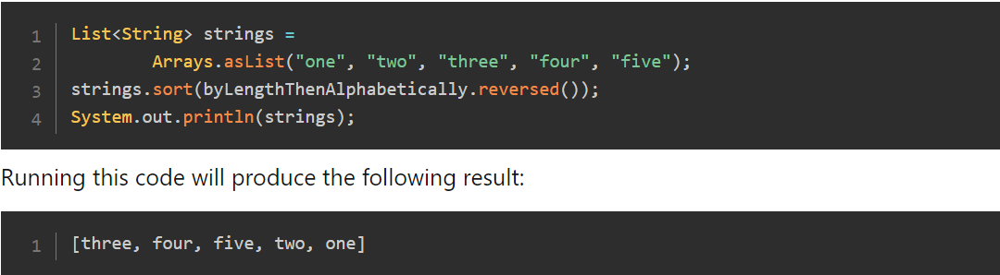 1 List<String> strings =
2         Arrays.asList("one", "two", "three", "four", "five");
3 strings.sort(byLengthThenAlphabetically.reversed());
4 System.out.println(strings);
Running this code will produce the following result:
1 [three, four, five, two, one]